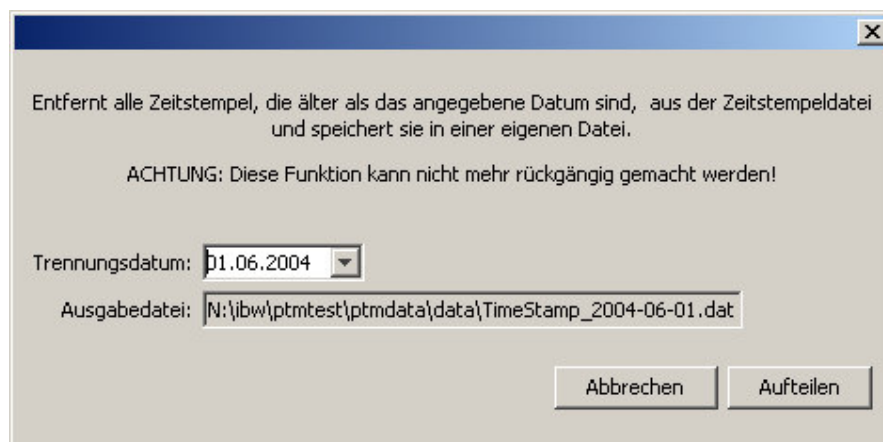 Entfernt alle Zeitstempel, die älter als das angegebene Datum sind,  aus der Zeitstempeldatei
und speichert sie in einer eigenen Datei.
ACHTUNG: Diese Funktion kann nicht mehr rückgängig gemacht werden!
Trennungsdatum: 01.06.2004
Ausgabedatei: N:\ibw\ptmtest\ptmdata\data\TimeStamp_2004-06-01.dat
Abbrechen Aufteilen